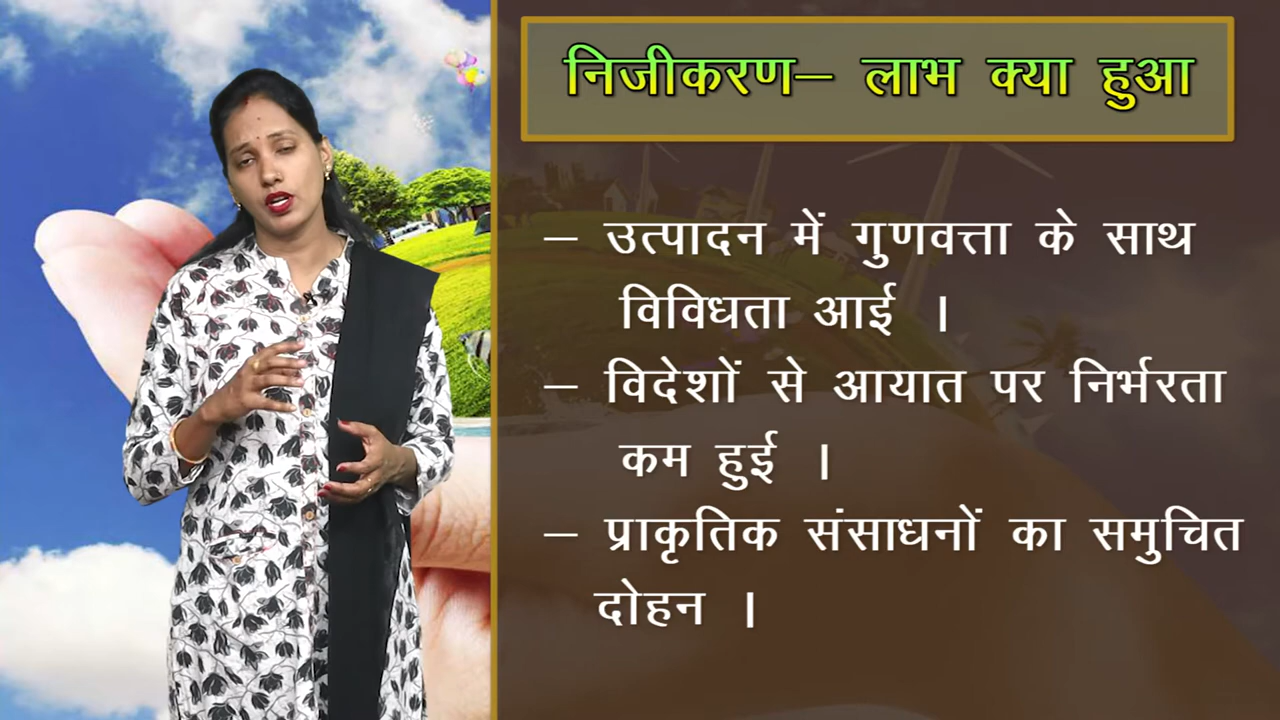 निजीकरण– लाभ क्या हुआ
– उत्पादन में गुणवत्ता के साथ
विविधता आई ।
– विदेशों से आयात पर निर्भरता
कम हुई ।
– प्राकृतिक संसाधनों का समुचित
दोहन ।